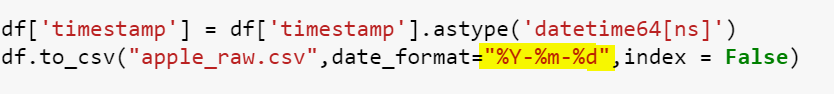 df['timestamp'] = df['timestamp'].astype('datetime64[ns]')
df.to_csv("apple_raw.csv",date_format="%Y-%m-%d",index = False)